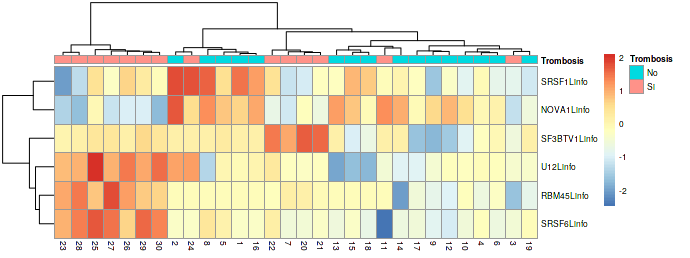 Trombosis
SRSF1Linfo
NOVA1Linfo
SF3BTV1Linfo
U12Linfo
RBM45Linfo
SRSF6Linfo
23 28 25 27 26 29 30 2 24 8 5 1 16 22 7 20 21 13 15 18 11 14 17 9 12 10 4 6 3 19
2
1
0
-1
-2
Trombosis
No
Si